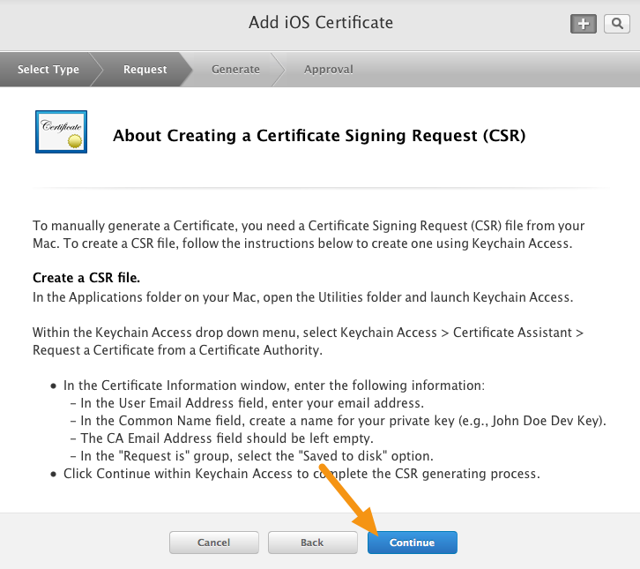 Add iOS Certificate
Select Type
Request
Generate
Approval
Certificate
About Creating a Certificate Signing Request (CSR)
To manually generate a Certificate, you need a Certificate Signing Request (CSR) file from your
Mac. To create a CSR file, follow the instructions below to create one using Keychain Access.
Create a CSR file.
In the Applications folder on your Mac, open the Utilities folder and launch Keychain Access.
Within the Keychain Access drop down menu, select Keychain Access > Certificate Assistant >
Request a Certificate from a Certificate Authority.
• In the Certificate Information window, enter the following information:
– In the User Email Address field, enter your email address.
– In the Common Name field, create a name for your private key (e.g., John Doe Dev Key).
– The CA Email Address field should be left empty.
– In the "Request is" group, select the "Saved to disk" option.
• Click Continue within Keychain Access to complete the CSR generating process.
Cancel
Back
Continue